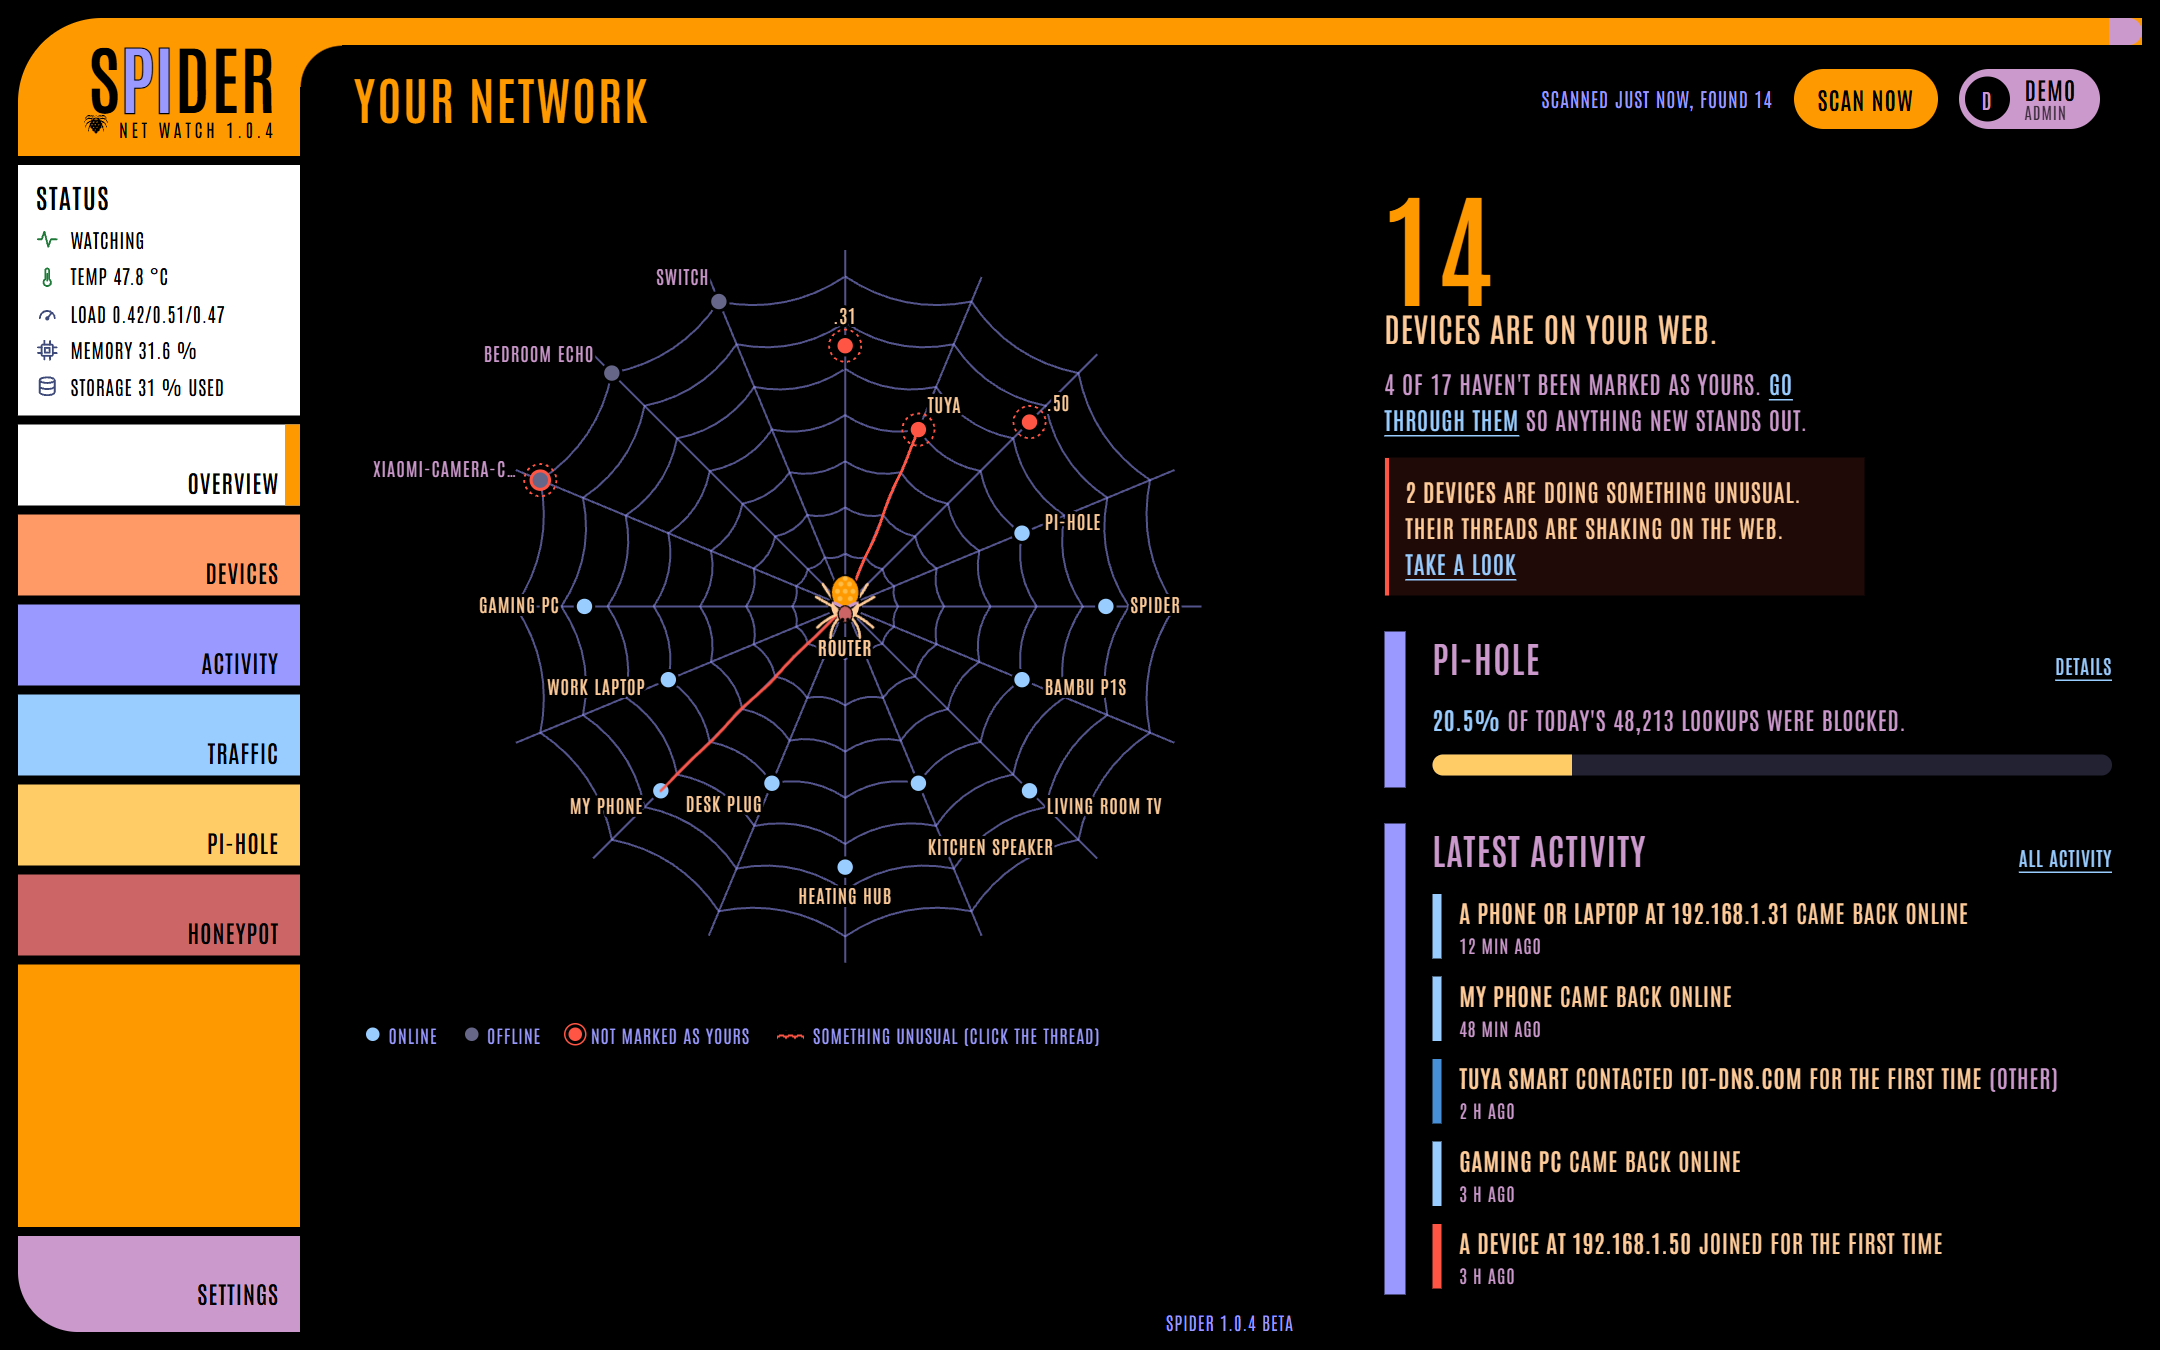 SPIDER
NET WATCH 1.0.4
YOUR NETWORK
SCANNED JUST NOW, FOUND 14
SCAN NOW
D
DEMO
ADMIN
STATUS
WATCHING
TEMP 47.8 °C
LOAD 0.42/0.51/0.47
MEMORY 31.6 %
STORAGE 31 % USED
OVERVIEW
DEVICES
ACTIVITY
TRAFFIC
PI-HOLE
HONEYPOT
SETTINGS
SWITCH
.31
BEDROOM ECHO
TUYA
.50
XIAOMI-CAMERA-C…
PI-HOLE
GAMING PC
SPIDER
ROUTER
WORK LAPTOP
BAMBU P1S
MY PHONE
DESK PLUG
LIVING ROOM TV
KITCHEN SPEAKER
HEATING HUB
ONLINE
OFFLINE
NOT MARKED AS YOURS
SOMETHING UNUSUAL (CLICK THE THREAD)
14
DEVICES ARE ON YOUR WEB.
4 OF 17 HAVEN'T BEEN MARKED AS YOURS. GO
THROUGH THEM SO ANYTHING NEW STANDS OUT.
2 DEVICES ARE DOING SOMETHING UNUSUAL.
THEIR THREADS ARE SHAKING ON THE WEB.
TAKE A LOOK
PI-HOLE
DETAILS
20.5% OF TODAY'S 48,213 LOOKUPS WERE BLOCKED.
LATEST ACTIVITY
ALL ACTIVITY
A PHONE OR LAPTOP AT 192.168.1.31 CAME BACK ONLINE
12 MIN AGO
MY PHONE CAME BACK ONLINE
48 MIN AGO
TUYA SMART CONTACTED IOT-DNS.COM FOR THE FIRST TIME (OTHER)
2 H AGO
GAMING PC CAME BACK ONLINE
3 H AGO
A DEVICE AT 192.168.1.50 JOINED FOR THE FIRST TIME
3 H AGO
SPIDER 1.0.4 BETA